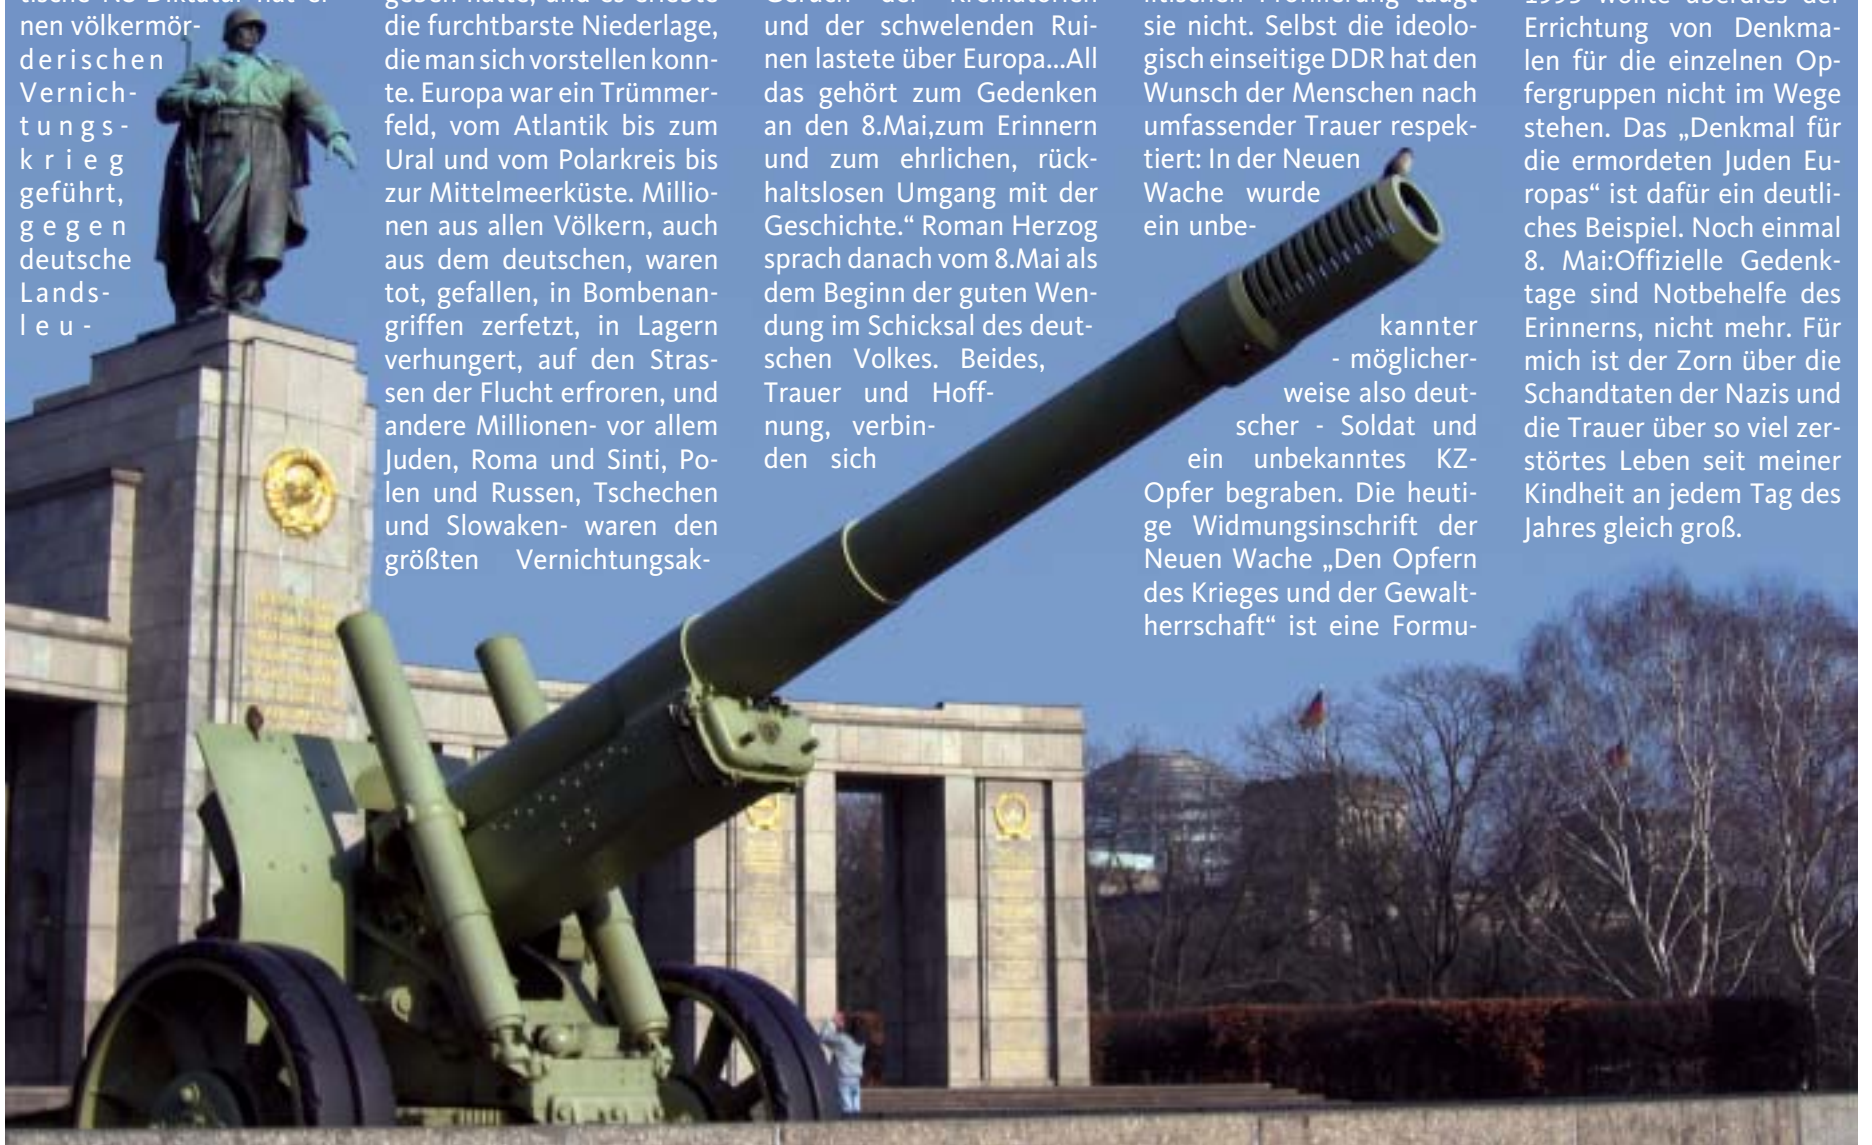 nen völkermör-
derischen
Vernich-
tungs-
krieg
geführt,
gegen
deutsche
Lands-
leu-
die furchtbarste Niederlage,
die man sich vorstellen konn-
te. Europa war ein Trümmer-
feld, vom Atlantik bis zum
Ural und vom Polarkreis bis
zur Mittelmeerküste. Millio-
nen aus allen Völkern, auch
aus dem deutschen, waren
tot, gefallen, in Bombenan-
griffen zerfetzt, in Lagern
verhungert, auf den Stras-
sen der Flucht erfroren, und
andere Millionen- vor allem
Juden, Roma und Sinti, Po-
len und Russen, Tschechen
und Slowaken- waren den
größten Vernichtungsak-
und der schwelenden Rui-
nen lastete über Europa...All
das gehört zum Gedenken
an den 8.Mai,zum Erinnern
und zum ehrlichen, rück-
haltslosen Umgang mit der
Geschichte.“ Roman Herzog
sprach danach vom 8.Mai als
dem Beginn der guten Wen-
dung im Schicksal des deut-
schen Volkes. Beides,
Trauer und Hoff-
nung, verbin-
den sich
sie nicht. Selbst die ideolo-
gisch einseitige DDR hat den
Wunsch der Menschen nach
umfassender Trauer respek-
tiert: In der Neuen
Wache wurde
ein unbe-
kannter
- möglicher-
weise also deut-
scher - Soldat und
ein unbekanntes KZ-
Opfer begraben. Die heuti-
ge Widmungsinschrift der
Neuen Wache „Den Opfern
des Krieges und der Gewalt-
herrschaft“ ist eine Formu-
Errichtung von Denkma-
len für die einzelnen Op-
fergruppen nicht im Wege
stehen. Das „Denkmal für
die ermordeten Juden Eu-
ropas“ ist dafür ein deutli-
ches Beispiel. Noch einmal
8. Mai:Offizielle Gedenk-
tage sind Notbehelfe des
Erinnerns, nicht mehr. Für
mich ist der Zorn über die
Schandtaten der Nazis und
die Trauer über so viel zer-
störtes Leben seit meiner
Kindheit an jedem Tag des
Jahres gleich groß.